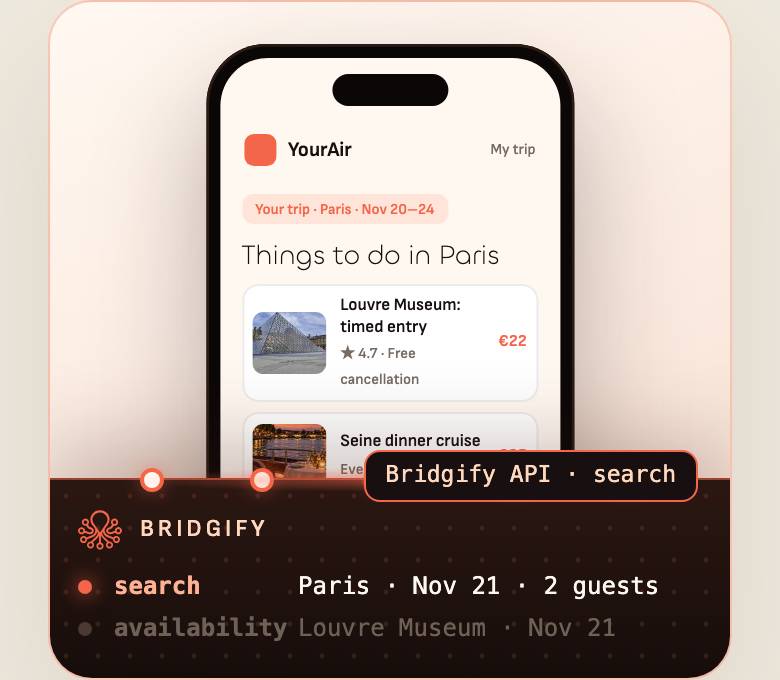 YourAir
My trip
Your trip · Paris · Nov 20–24
Things to do in Paris
Louvre Museum:
timed entry
€22
★ 4.7 · Free
cancellation
Seine dinner cruise
Bridgify API · search
BRIDGIFY
search Paris · Nov 21 · 2 guests
availability Louvre Museum · Nov 21